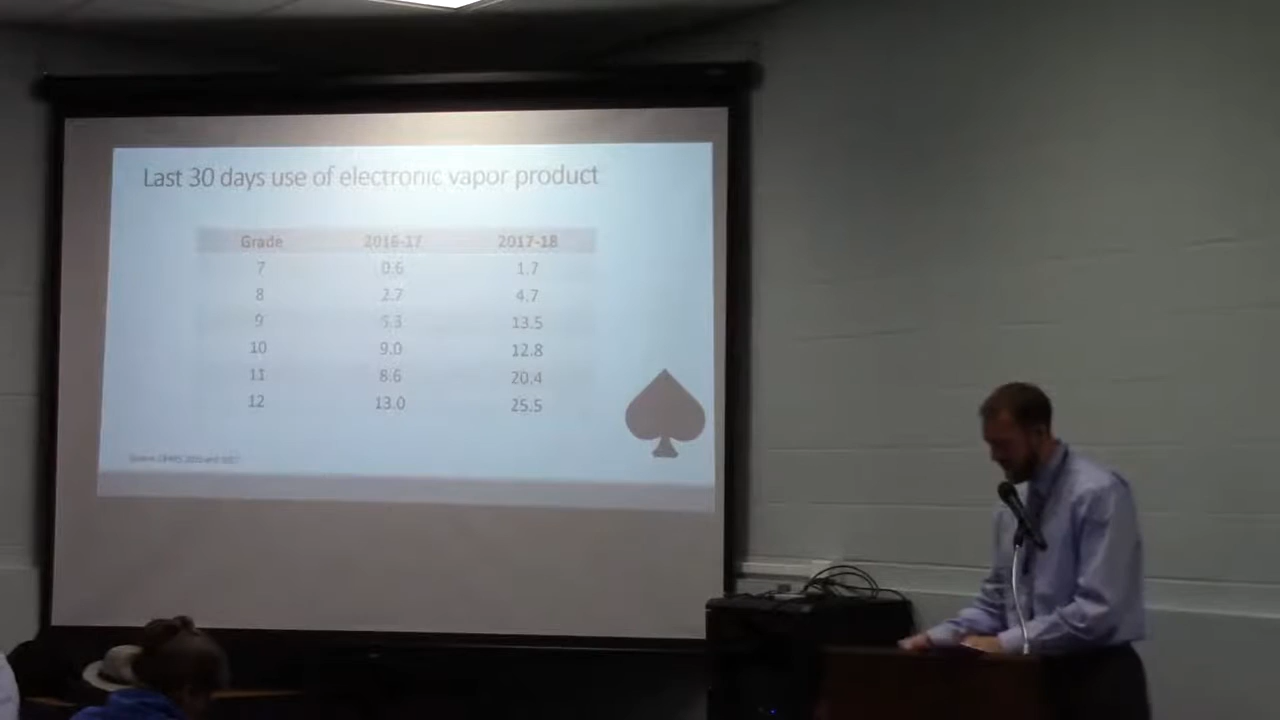 Last 30 days use of electronic vapor product
Grade 2016-17 2017-18
7 0.6 1.7
8 2.7 4.7
9 5.3 13.5
10 9.0 12.8
11 8.6 20.4
12 13.0 25.5